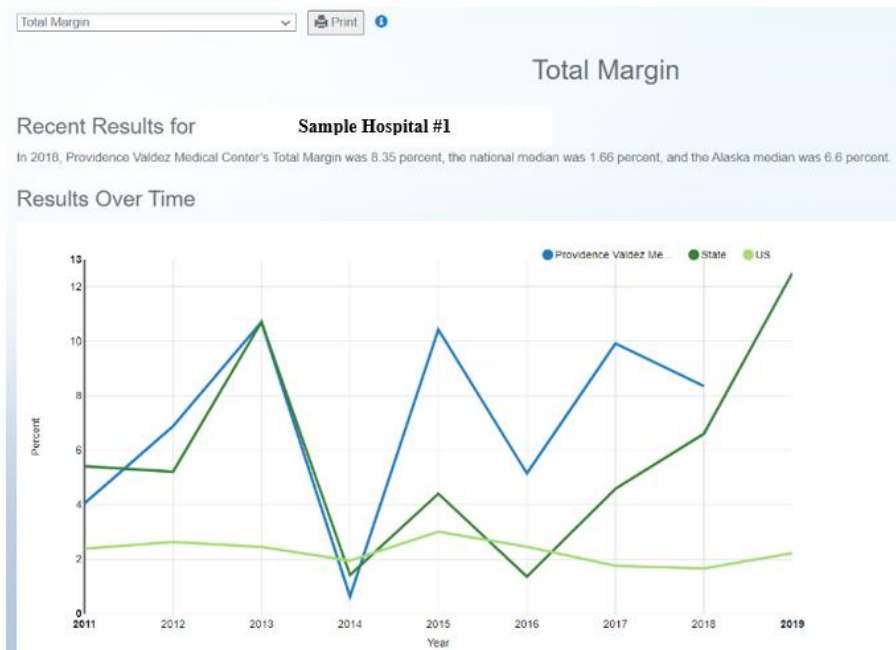 Total Margin
Print
Total Margin
Recent Results for Sample Hospital #1
In 2018, Providence Valdez Medical Center's Total Margin was 8.35 percent, the national median was 1.66 percent, and the Alaska median was 6.6 percent.
Results Over Time
Providence Valdez Me... State US
13
12
10
8
6
4
2
0
Percent
2011 2012 2013 2014 2015 2016 2017 2018 2019
Year